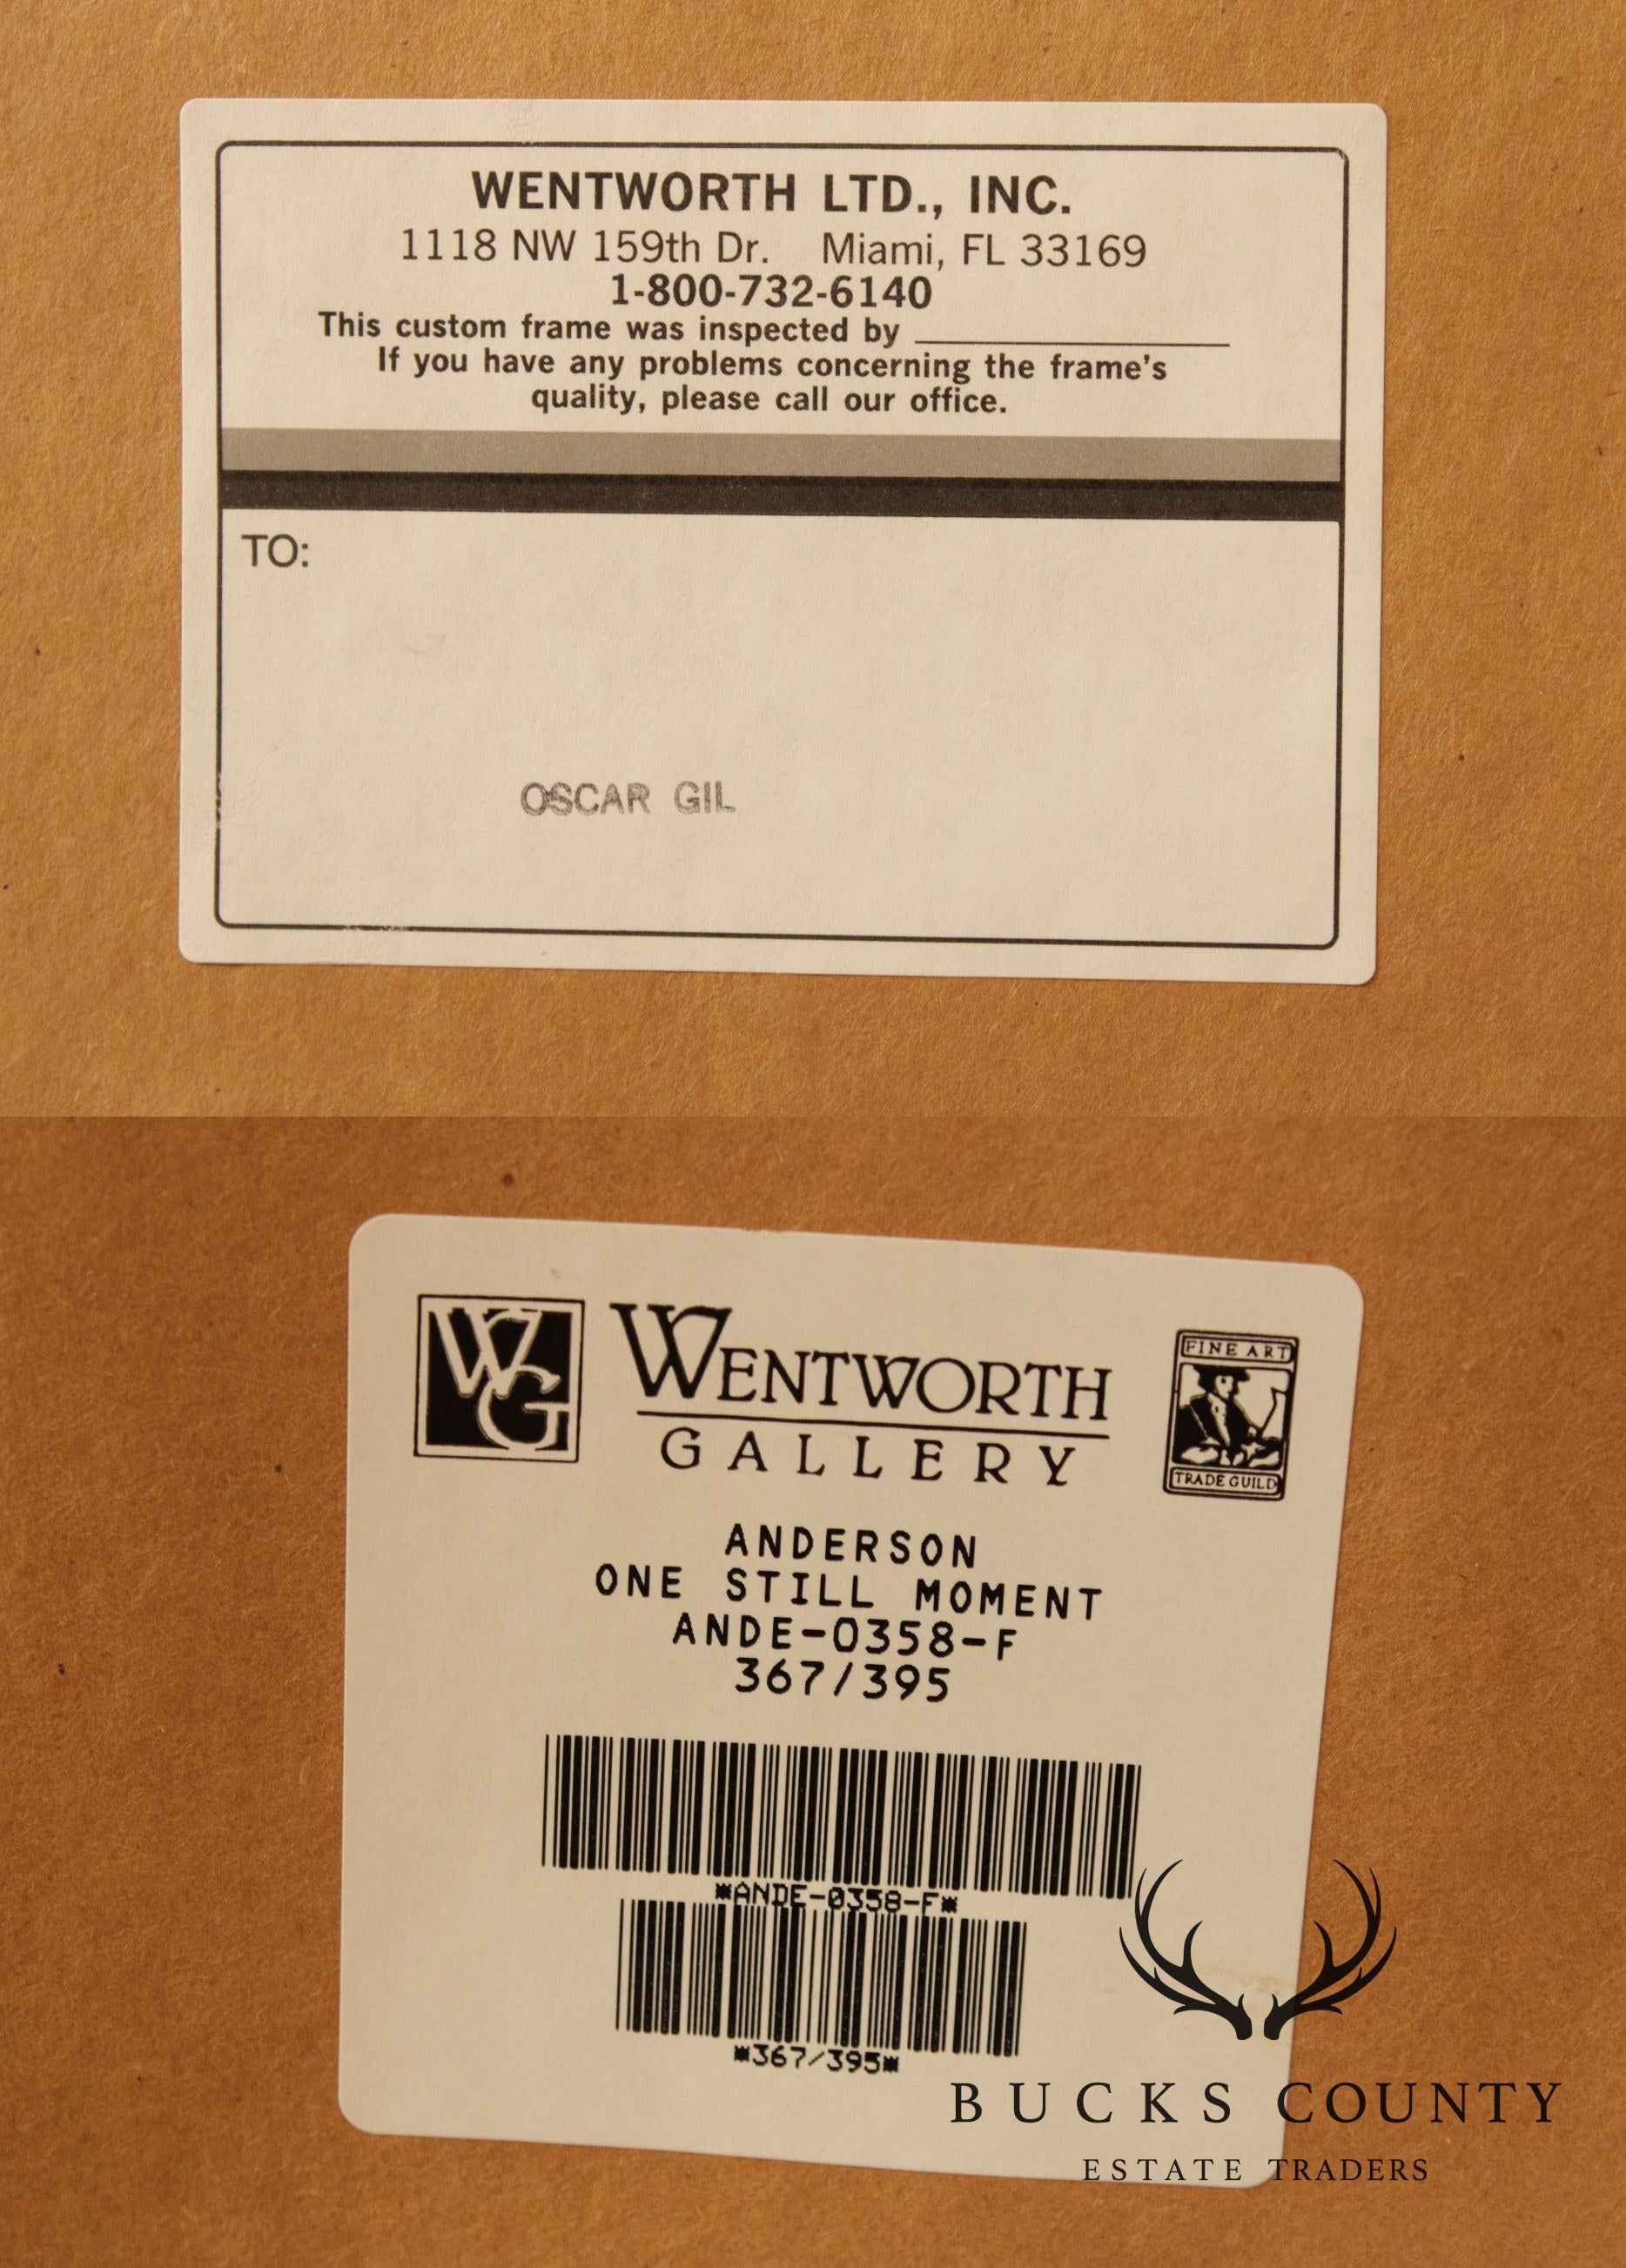 WENTWORTH LTD., INC.
1118 NW 159th Dr. Miami, FL 33169
1-800-732-6140
This custom frame was inspected by
If you have any problems concerning the frame's
quality, please call our office.
TO:
OSCAR GIL
WG
WENTWORTH
GALLERY
FINE ART
TRADE GUILD
ANDERSON
ONE STILL MOMENT
ANDE-0358-F
367/395
*ANDE-0358-F*
*367/395*
BUCKS COUNTY
ESTATE TRADERS